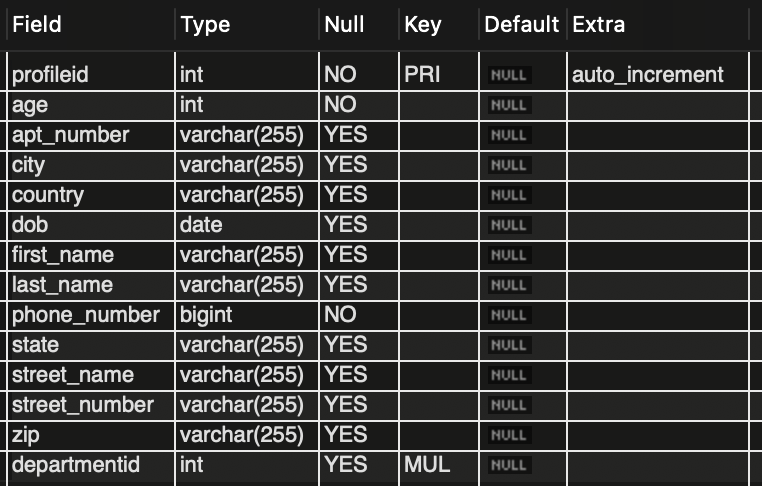 Field Type Null Key Default Extra
profileid int NO PRI NULL auto_increment
age int NO NULL
apt_number varchar(255) YES NULL
city varchar(255) YES NULL
country varchar(255) YES NULL
dob date YES NULL
first_name varchar(255) YES NULL
last_name varchar(255) YES NULL
phone_number bigint NO NULL
state varchar(255) YES NULL
street_name varchar(255) YES NULL
street_number varchar(255) YES NULL
zip varchar(255) YES NULL
departmentid int YES MUL NULL